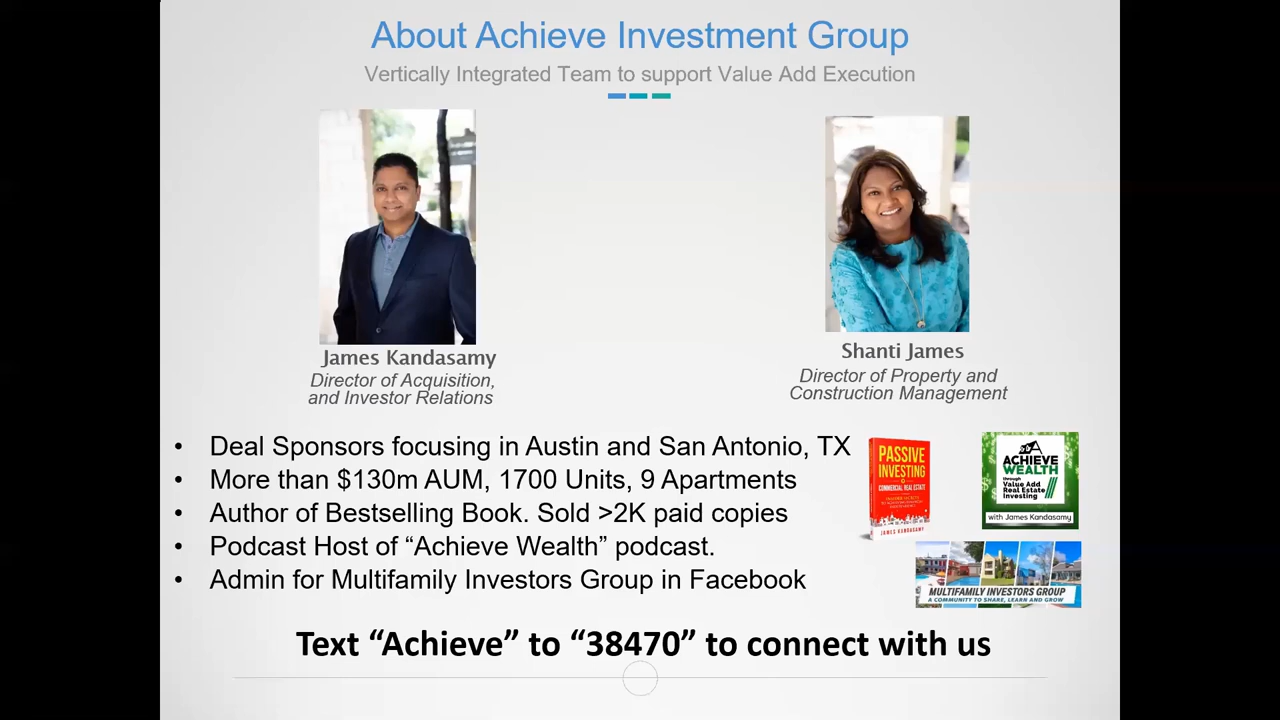 About Achieve Investment Group
Vertically Integrated Team to support Value Add Execution
James Kandasamy
Director of Acquisition,
and Investor Relations
Shanti James
Director of Property and
Construction Management
• Deal Sponsors focusing in Austin and San Antonio, TX
• More than $130m AUM, 1700 Units, 9 Apartments
• Author of Bestselling Book. Sold >2K paid copies
• Podcast Host of “Achieve Wealth” podcast.
• Admin for Multifamily Investors Group in Facebook
PASSIVE
INVESTING
COMMERCIAL REAL ESTATE
JAMES KANDASAMY
ACHIEVE
WEALTH
through
Value Add
Real Estate
Investing
with James Kandasamy
MULTIFAMILY INVESTORS GROUP
A COMMUNITY TO SHARE, LEARN AND GROW
Text “Achieve” to “38470” to connect with us